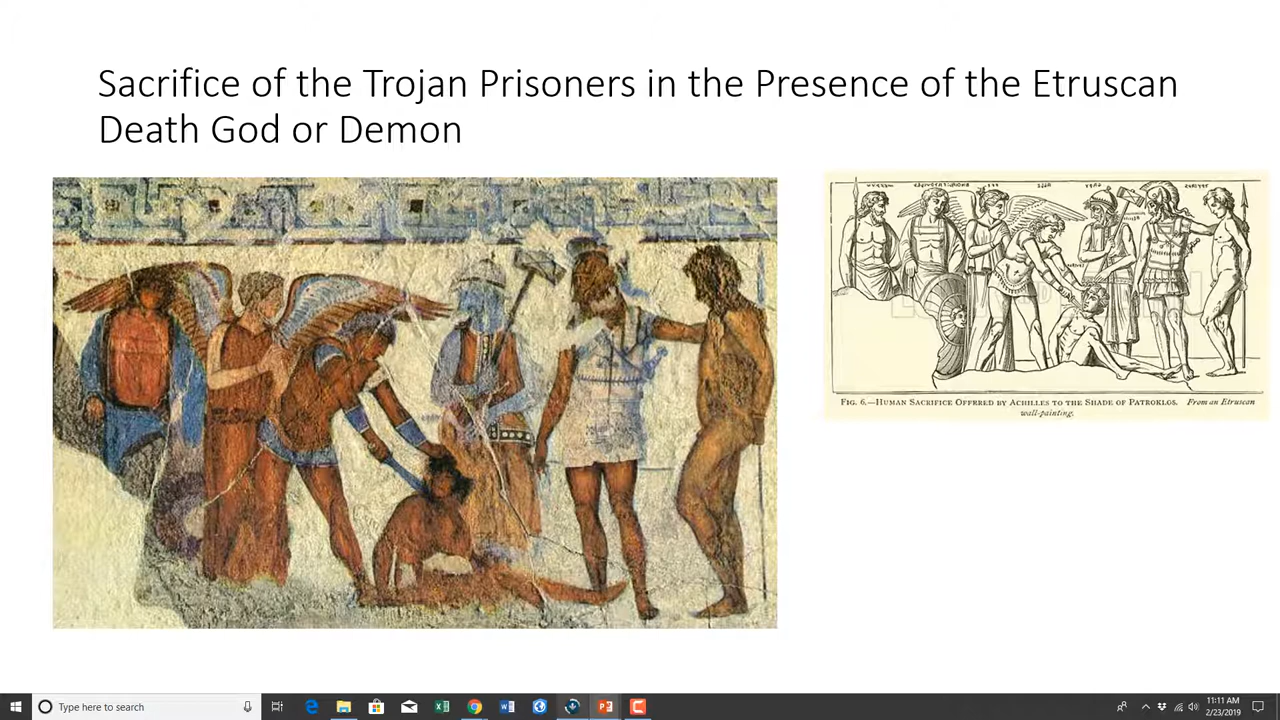 Sacrifice of the Trojan Prisoners in the Presence of the Etruscan
Death God or Demon
FIG. 6.—HUMAN SACRIFICE OFFERED BY ACHILLES TO THE SHADE OF PATROKLOS. From an Etruscan
wall-painting.
Type here to search
11:11 AM
2/23/2019